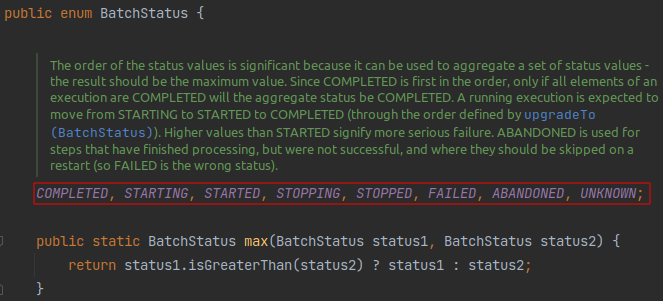 public enum BatchStatus {
The order of the status values is significant because it can be used to aggregate a set of status values -
the result should be the maximum value. Since COMPLETED is first in the order, only if all elements of an
execution are COMPLETED will the aggregate status be COMPLETED. A running execution is expected to
move from STARTING to STARTED to COMPLETED (through the order defined by upgradeTo
(BatchStatus)). Higher values than STARTED signify more serious failure. ABANDONED is used for
steps that have finished processing, but were not successful, and where they should be skipped on a
restart (so FAILED is the wrong status).
COMPLETED, STARTING, STARTED, STOPPING, STOPPED, FAILED, ABANDONED, UNKNOWN;
public static BatchStatus max(BatchStatus status1, BatchStatus status2) {
return status1.isGreaterThan(status2) ? status1 : status2;
}